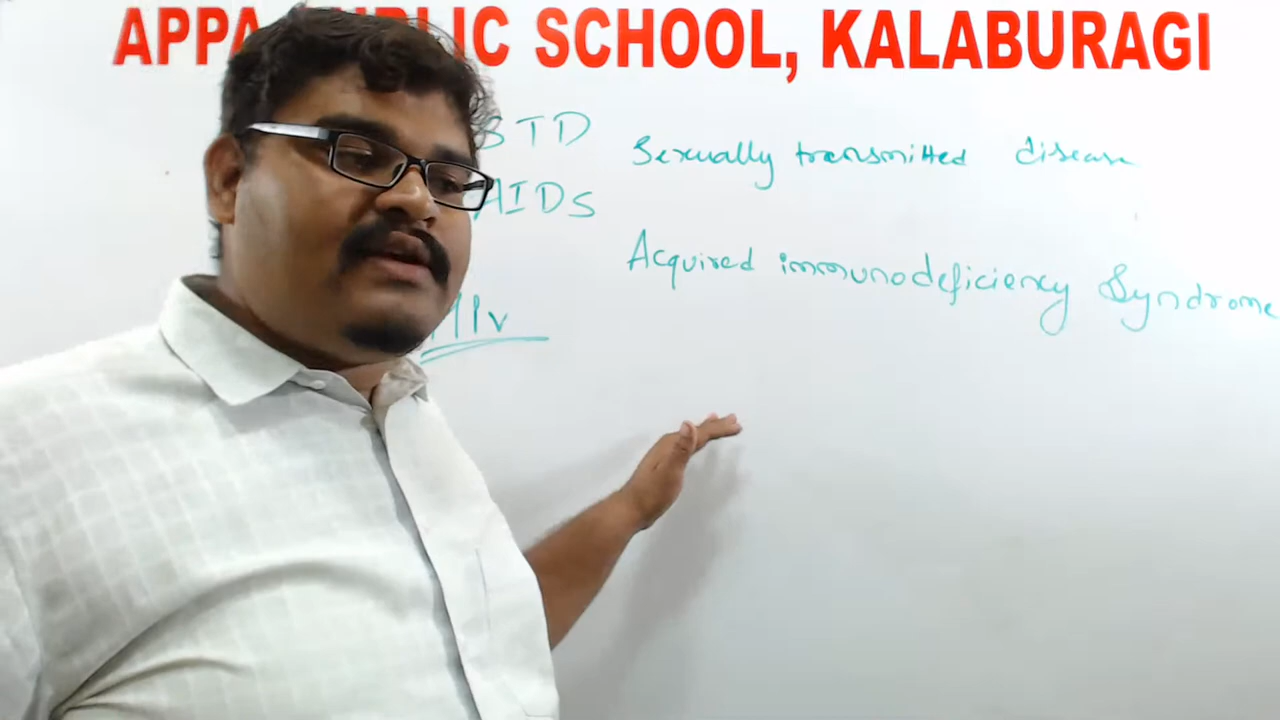 APPA PUBLIC SCHOOL, KALABURAGI
STD Sexually transmitted disease
AIDS Acquired immunodeficiency Syndrome
HIV